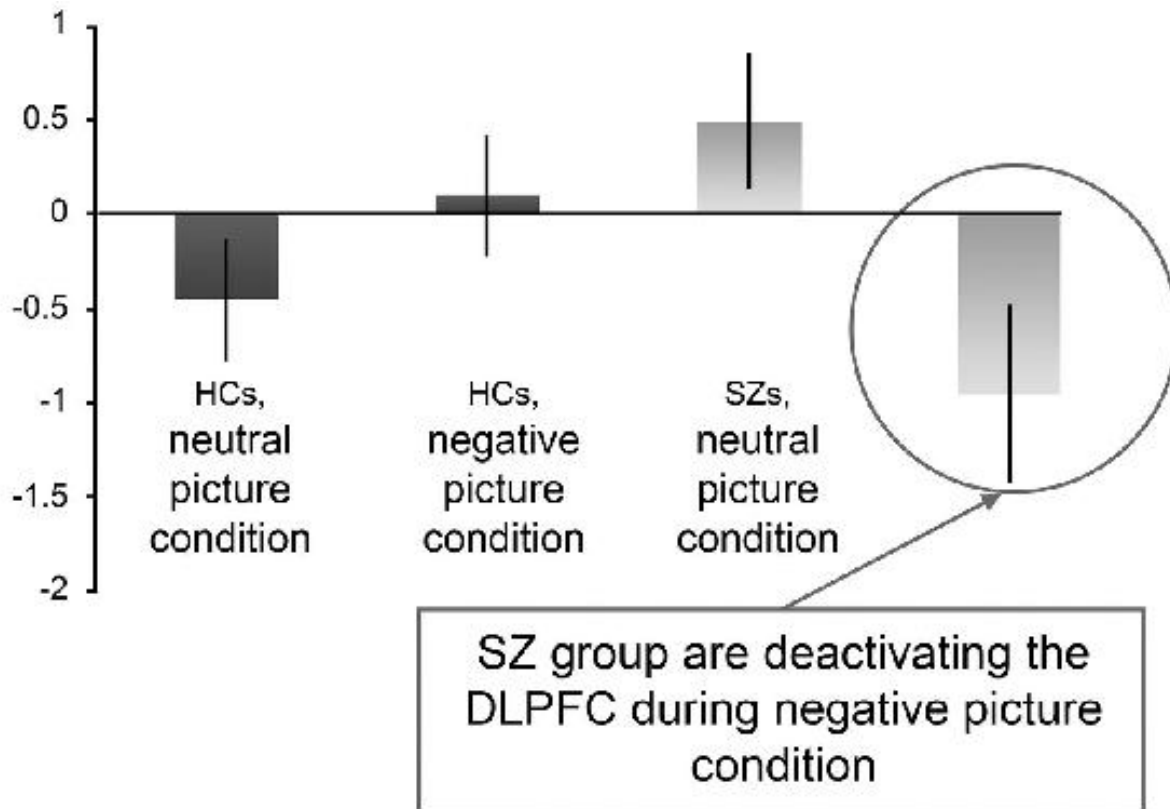 1
0.5
0
-0.5
-1
-1.5
-2
HCs,
neutral
picture
condition
HCs,
negative
picture
condition
SZs,
neutral
picture
condition
SZ group are deactivating the
DLPFC during negative picture
condition